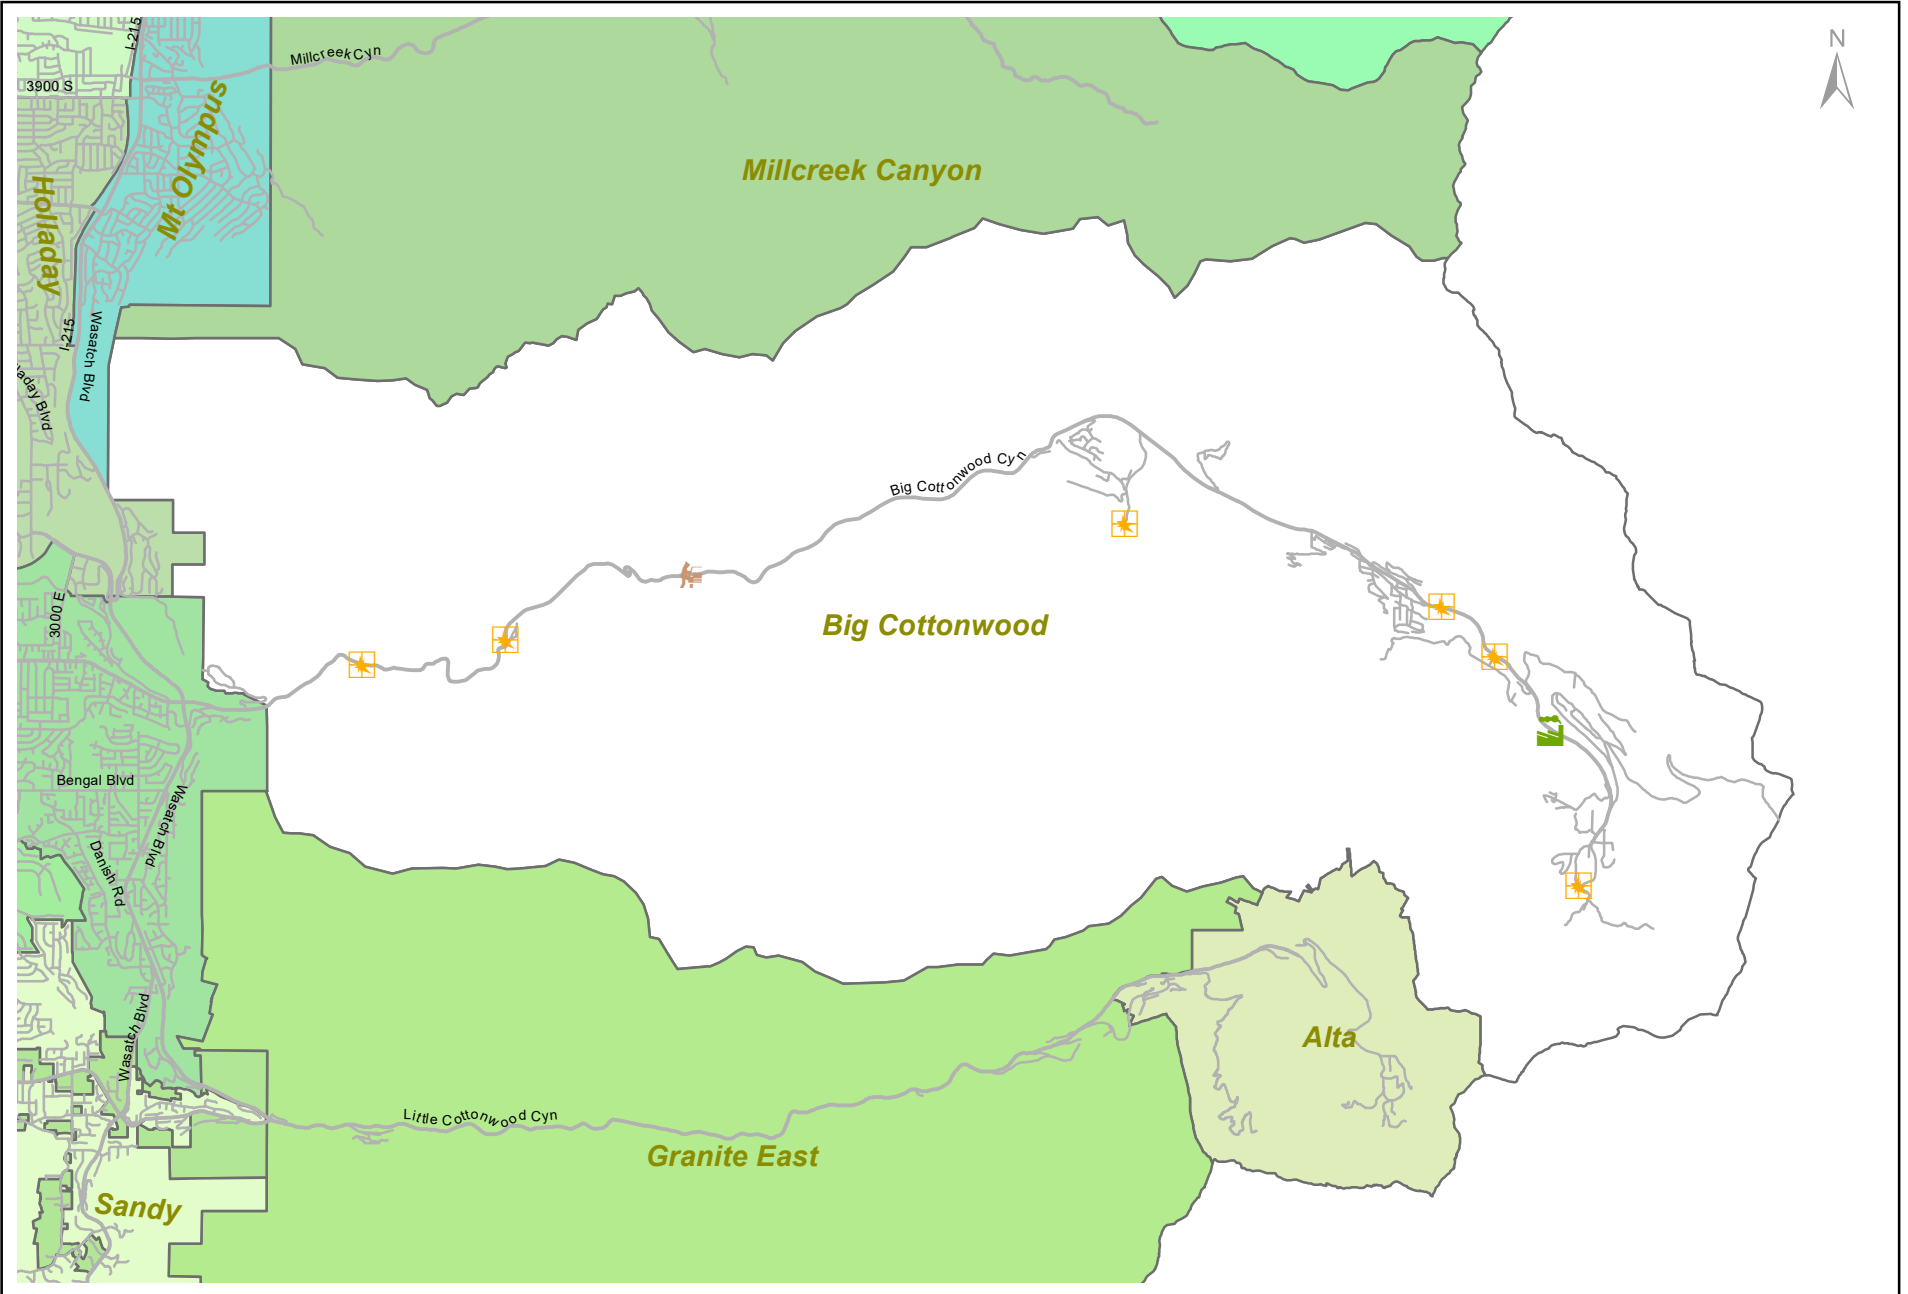 I-215
N
Millcreek Cyn
3900 S
Mt Olympus
Millcreek Canyon
Holladay
I-215
Wasatch Blvd
aday Blvd
Big Cottonwood Cyn
3000 E
Big Cottonwood
Bengal Blvd
Wasatch Blvd
Danish Rd
Wasatch Blvd
Alta
Little Cottonwood Cyn
Granite East
Sandy